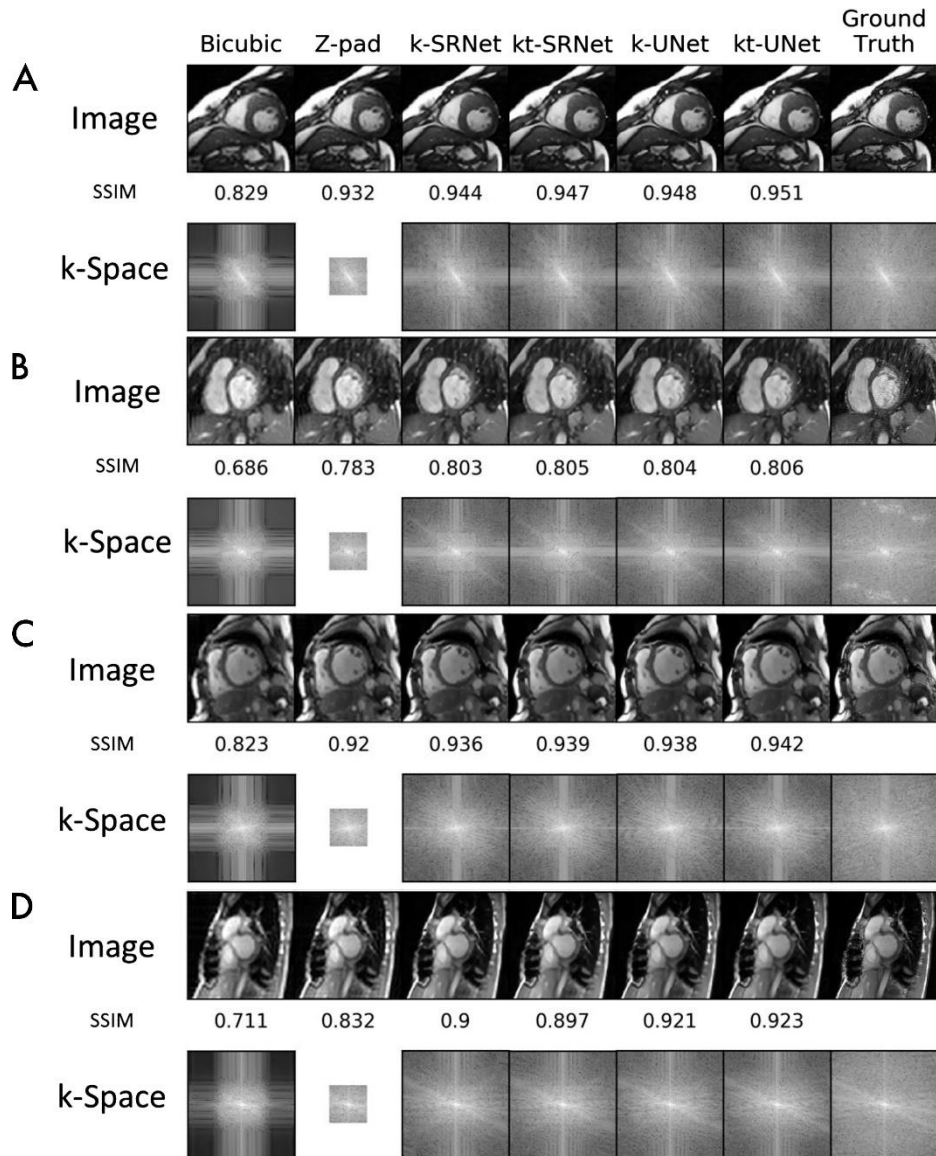 Bicubic Z-pad k-SRNet kt-SRNet k-UNet kt-UNet Ground Truth
A
Image
SSIM 0.829 0.932 0.944 0.947 0.948 0.951
k-Space
B
Image
SSIM 0.686 0.783 0.803 0.805 0.804 0.806
k-Space
C
Image
SSIM 0.823 0.92 0.936 0.939 0.938 0.942
k-Space
D
Image
SSIM 0.711 0.832 0.9 0.897 0.921 0.923
k-Space